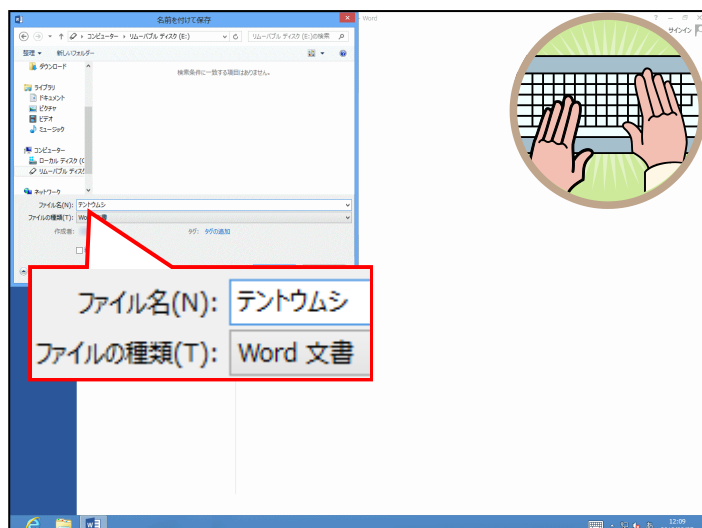 名前を付けて保存
Word
サインイン
コンピューター
リムーバブル ディスク (E:)
リムーバブル ディスク (E:)の検索
整理
新しいフォルダー
ダウンロード
検索条件に一致する項目はありません。
ライブラリ
ドキュメント
ピクチャ
ビデオ
ミュージック
コンピューター
ローカル ディスク (C
リムーバブル ディスク
ネットワーク
ファイル名(N): テントウムシ
ファイルの種類(T): Word 文書
作成者:
タグ: タグの追加
ファイル名(N): テントウムシ
ファイルの種類(T): Word 文書
あ
12:09